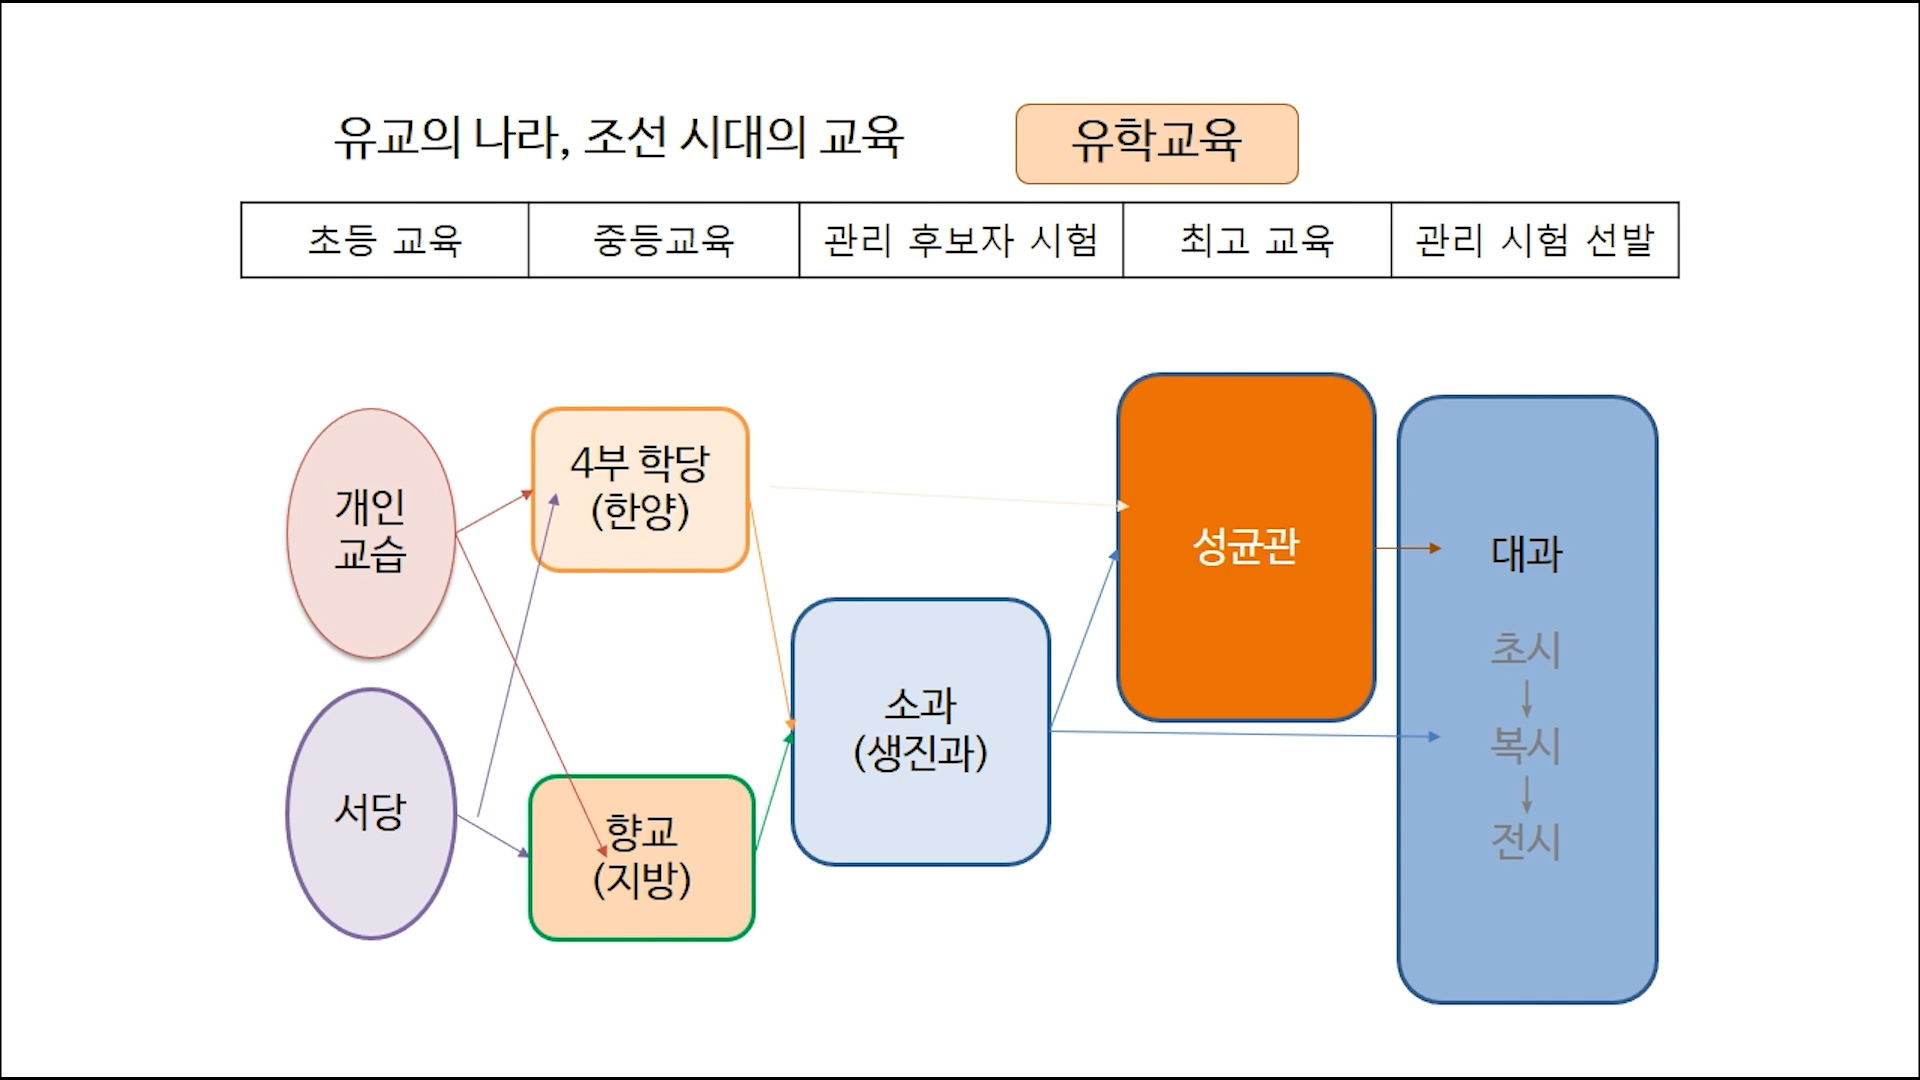 유교의 나라, 조선 시대의 교육
유학교육
초등 교육
중등교육
관리 후보자 시험
최고 교육
관리 시험 선발
개인
교습
서당
4부 학당
(한양)
향교
(지방)
소과
(생진과)
성균관
대과
초시
복시
전시